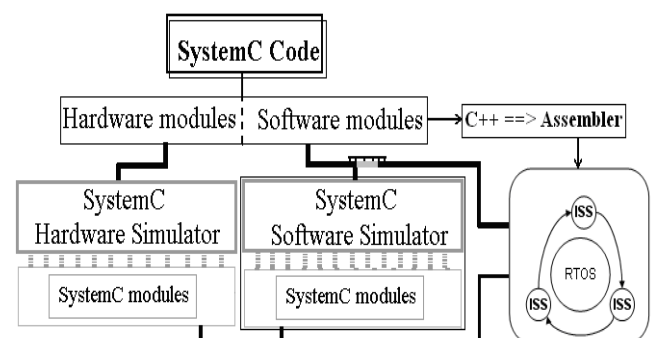 SystemC Code
Hardware modules
Software modules
C++ ==> Assembler
SystemC
Hardware Simulator
SystemC
Software Simulator
ISS
RTOS
ISS
ISS
SystemC modules
SystemC modules